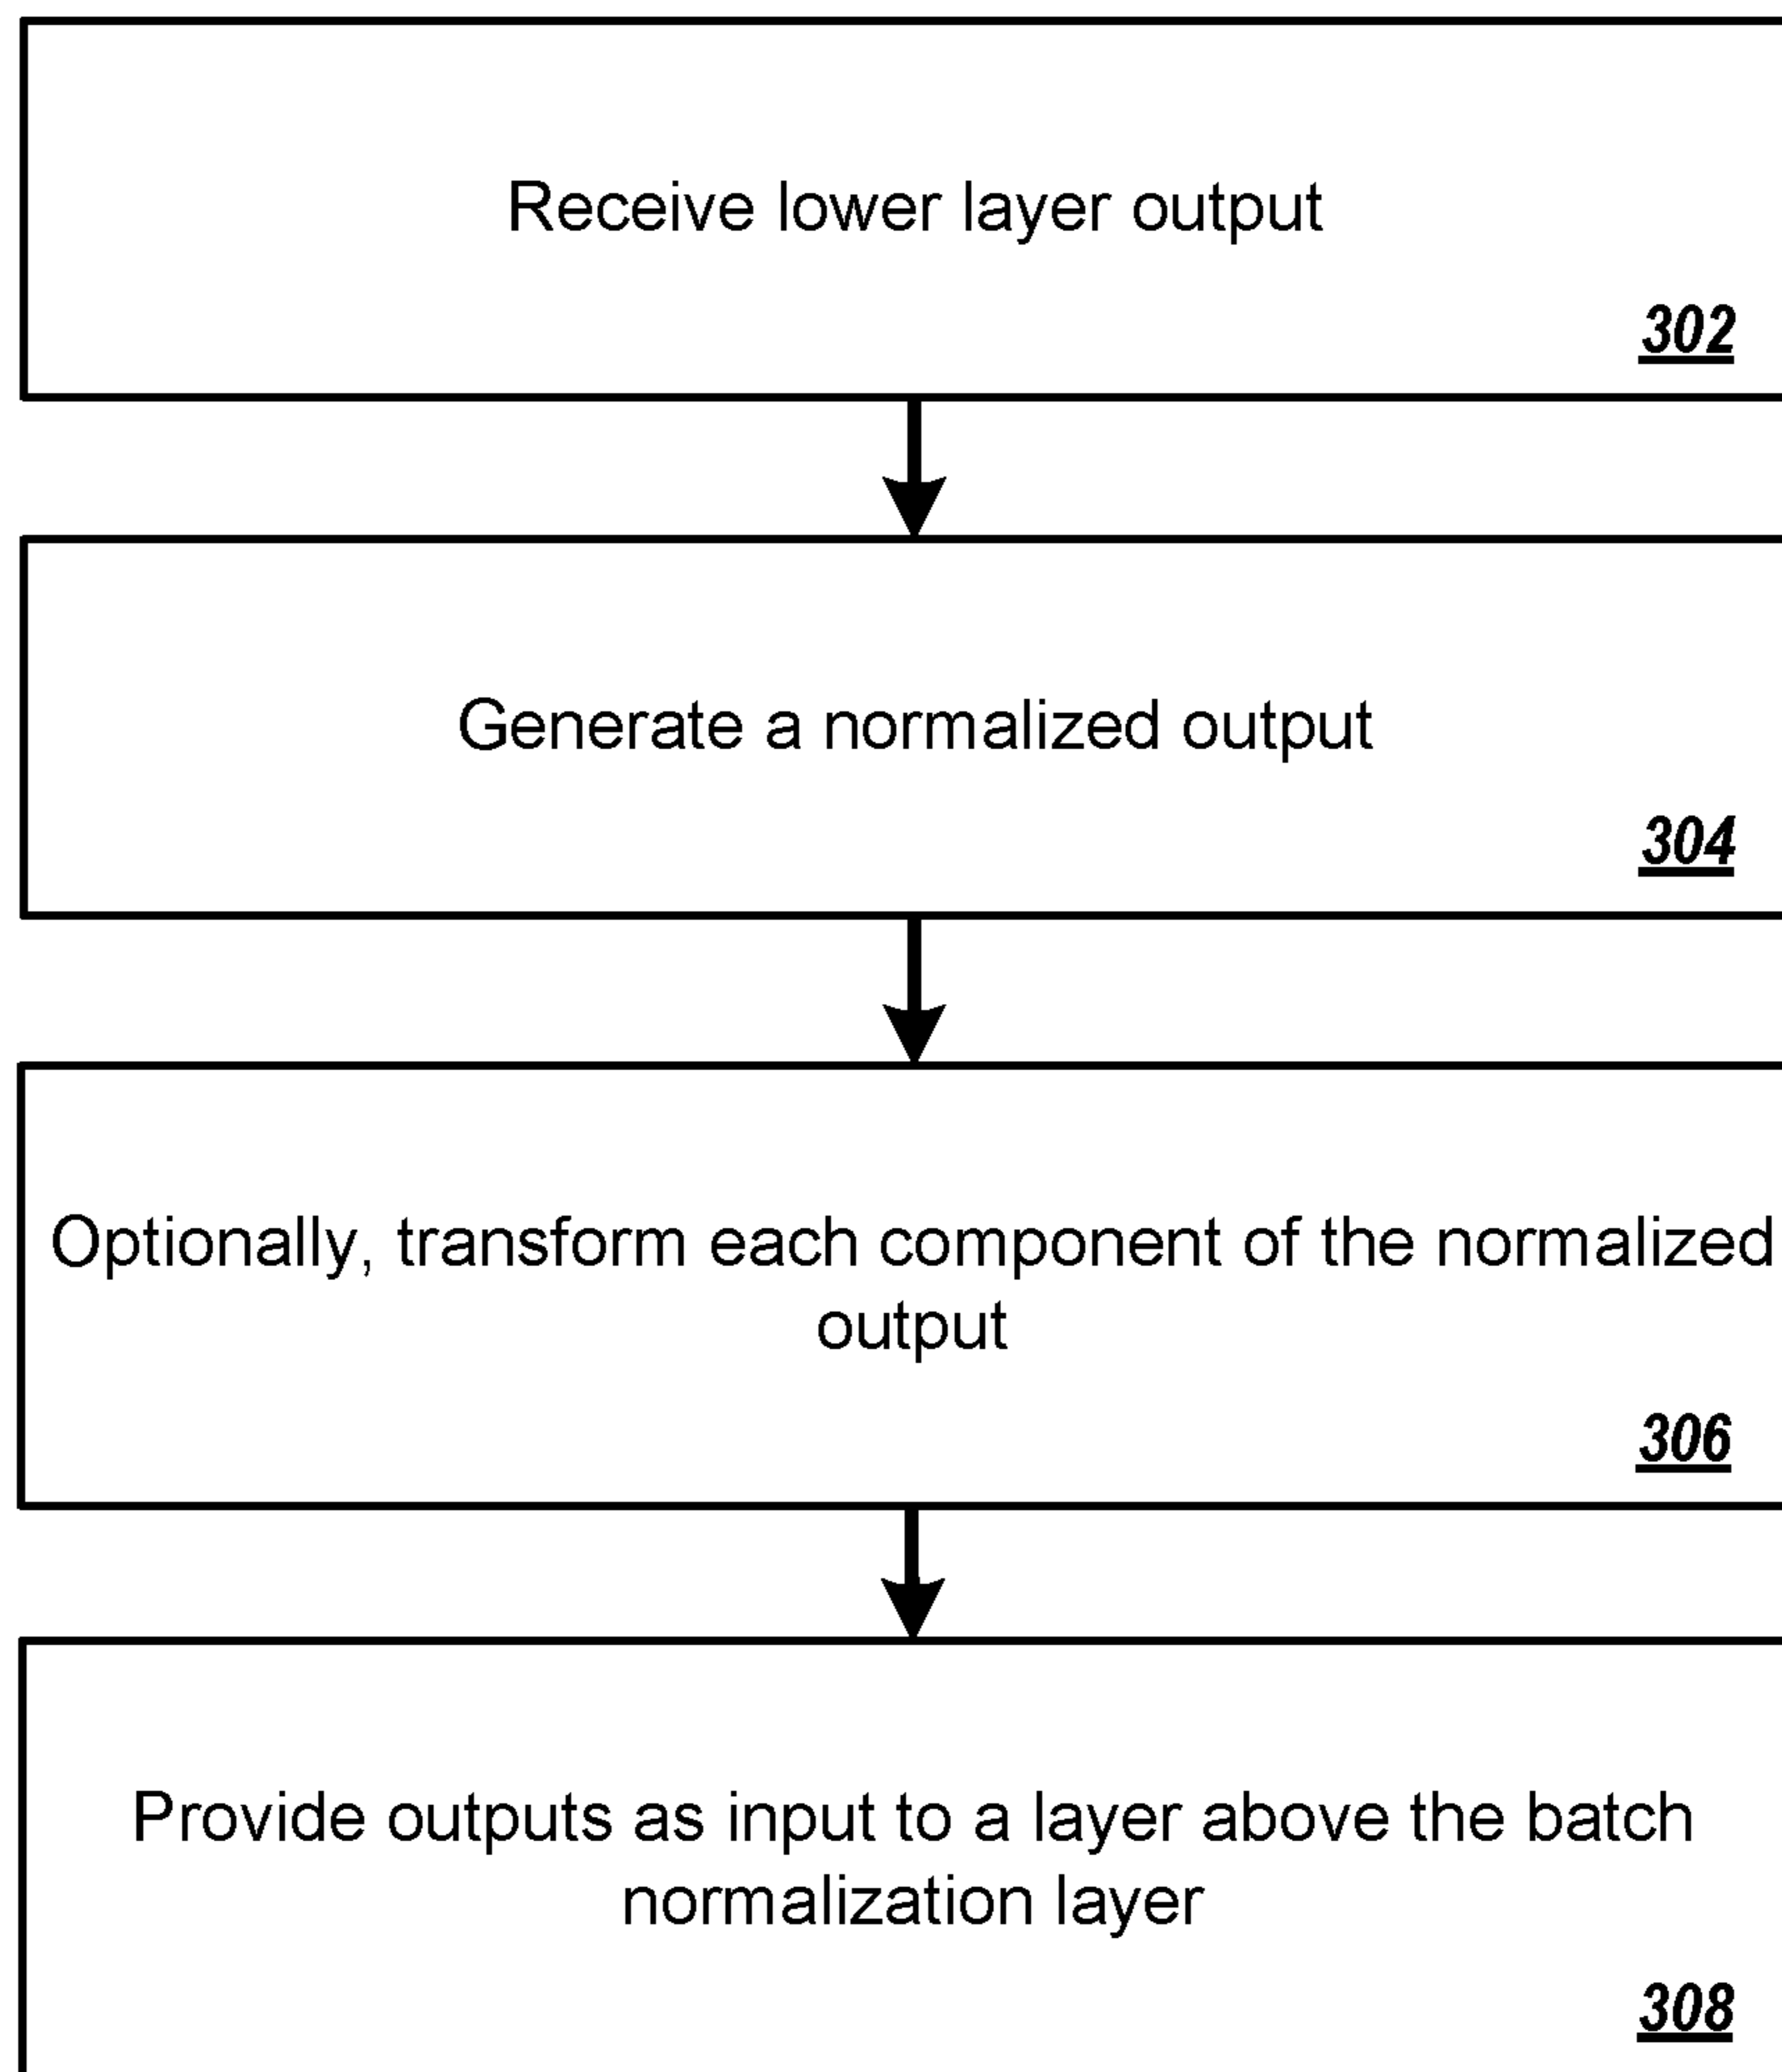 Receive lower layer output
302
Generate a normalized output
304
Optionally, transform each component of the normalized
output
306
Provide outputs as input to a layer above the batch
normalization layer
308